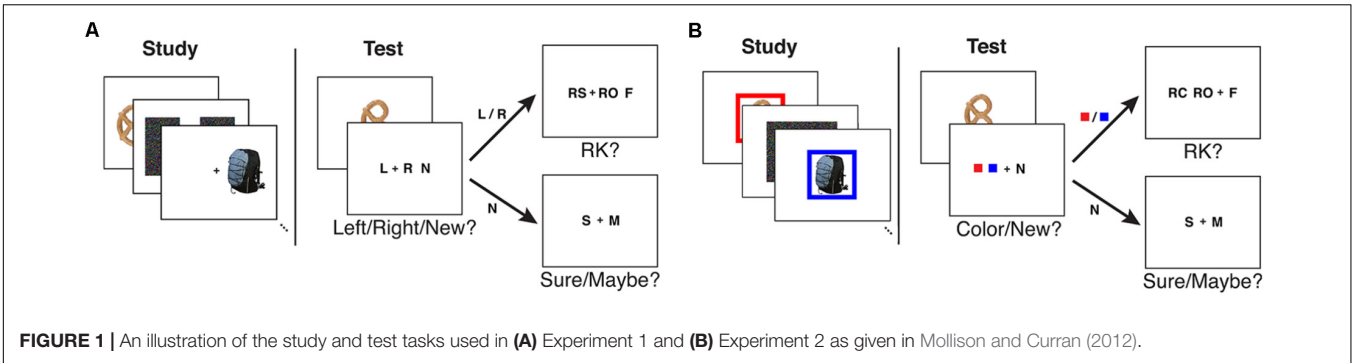 A
Study
Test
L / R
RS + RO F
RK?
+
L + R N
Left/Right/New?
N
S + M
Sure/Maybe?
B
Study
Test
/
RC RO + F
RK?
+ N
Color/New?
N
S + M
Sure/Maybe?
FIGURE 1 | An illustration of the study and test tasks used in (A) Experiment 1 and (B) Experiment 2 as given in Mollison and Curran (2012).